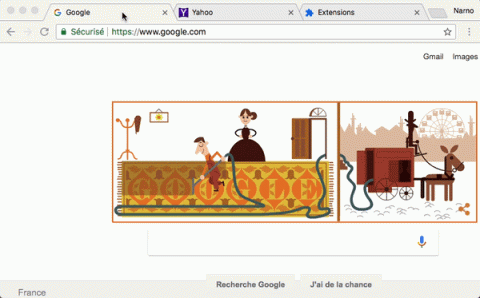 Google
Yahoo
Extensions
Narno
Sécurisé
https://www.google.com
Gmail
Images
Recherche Google
J'ai de la chance
France